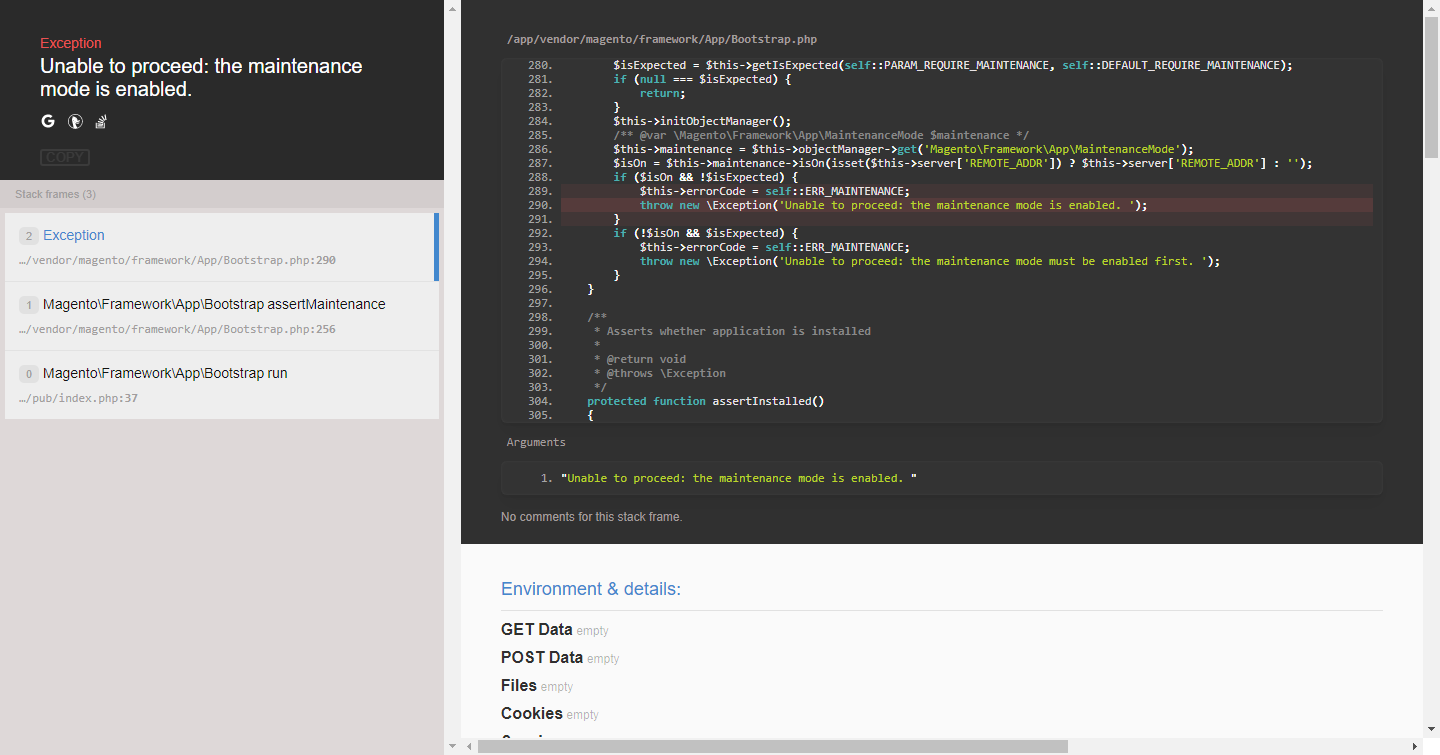 Exception
Unable to proceed: the maintenance
mode is enabled.
COPY
Stack frames (3)
2 Exception
…/vendor/magento/framework/App/Bootstrap.php:290
1 Magento\Framework\App\Bootstrap assertMaintenance
…/vendor/magento/framework/App/Bootstrap.php:256
0 Magento\Framework\App\Bootstrap run
…/pub/index.php:37
/app/vendor/magento/framework/App/Bootstrap.php
280. $isExpected = $this->getIsExpected(self::PARAM_REQUIRE_MAINTENANCE, self::DEFAULT_REQUIRE_MAINTENANCE);
281. if (null === $isExpected) {
282. return;
283. }
284. $this->initObjectManager();
285. /** @var \Magento\Framework\App\MaintenanceMode $maintenance */
286. $this->maintenance = $this->objectManager->get('Magento\Framework\App\MaintenanceMode');
287. $isOn = $this->maintenance->isOn(isset($this->server['REMOTE_ADDR']) ? $this->server['REMOTE_ADDR'] : '');
288. if ($isOn && !$isExpected) {
289. $this->errorCode = self::ERR_MAINTENANCE;
290. throw new \Exception('Unable to proceed: the maintenance mode is enabled. ');
291. }
292. if (!$isOn && $isExpected) {
293. $this->errorCode = self::ERR_MAINTENANCE;
294. throw new \Exception('Unable to proceed: the maintenance mode must be enabled first. ');
295. }
296. }
297.
298. /**
299. * Asserts whether application is installed
300. *
301. * @return void
302. * @throws \Exception
303. */
304. protected function assertInstalled()
305. {
Arguments
1. "Unable to proceed: the maintenance mode is enabled. "
No comments for this stack frame.
Environment & details:
GET Data empty
POST Data empty
Files empty
Cookies empty